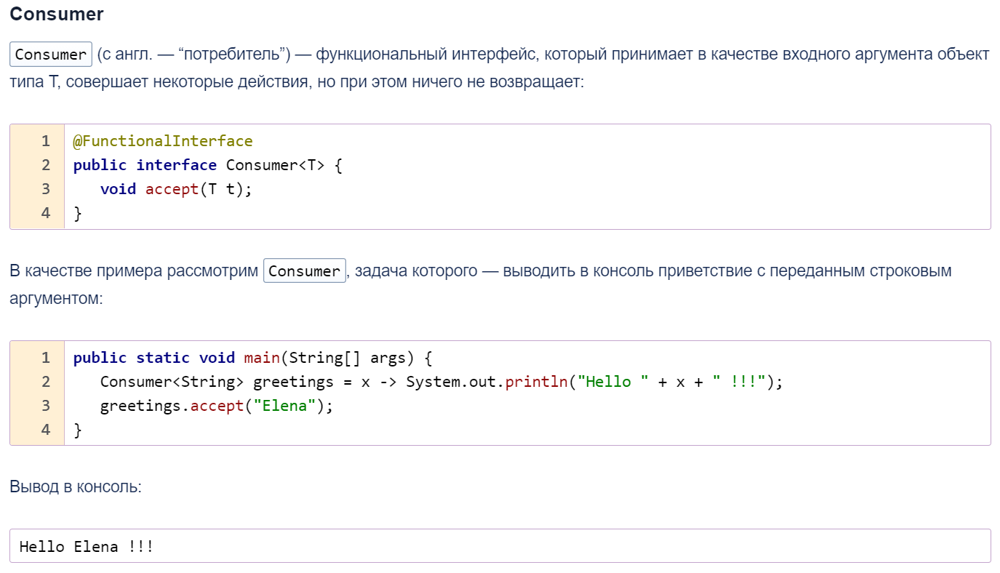 Consumer
Consumer (с англ. — “потребитель”) — функциональный интерфейс, который принимает в качестве входного аргумента объект
типа T, совершает некоторые действия, но при этом ничего не возвращает:
1 @FunctionalInterface
2 public interface Consumer<T> {
3    void accept(T t);
4 }
В качестве примера рассмотрим Consumer, задача которого — выводить в консоль приветствие с переданным строковым
аргументом:
1 public static void main(String[] args) {
2    Consumer<String> greetings = x -> System.out.println("Hello " + x + " !!!");
3    greetings.accept("Elena");
4 }
Вывод в консоль:
Hello Elena !!!